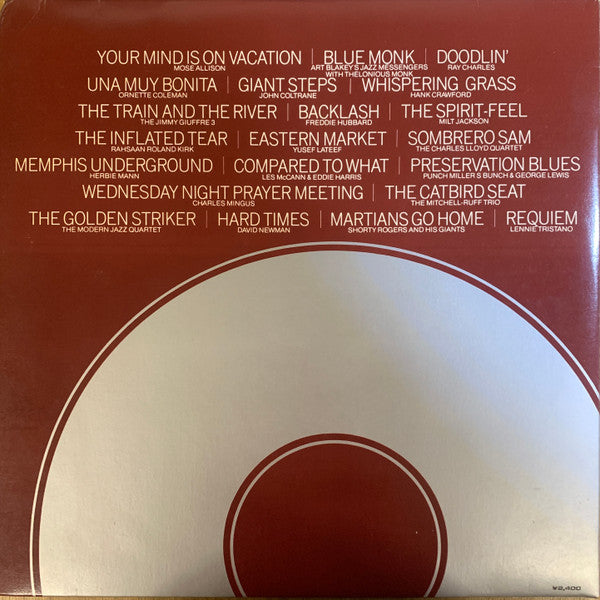 YOUR MIND IS ON VACATION | BLUE MONK | DOODLIN'
MOSE ALLISON ART BLAKEY'S JAZZ MESSENGERS WITH THELONIOUS MONK RAY CHARLES
UNA MUY BONITA | GIANT STEPS | WHISPERING GRASS
ORNETTE COLEMAN JOHN COLTRANE HANK CRAWFORD
THE TRAIN AND THE RIVER | BACKLASH | THE SPIRIT-FEEL
THE JIMMY GIUFFRE 3 FREDDIE HUBBARD MILT JACKSON
THE INFLATED TEAR | EASTERN MARKET | SOMBRERO SAM
RAHSAAN ROLAND KIRK YUSEF LATEEF THE CHARLES LLOYD QUARTET
MEMPHIS UNDERGROUND | COMPARED TO WHAT | PRESERVATION BLUES
HERBIE MANN LES McCANN & EDDIE HARRIS PUNCH MILLER'S BUNCH & GEORGE LEWIS
WEDNESDAY NIGHT PRAYER MEETING | THE CATBIRD SEAT
CHARLES MINGUS THE MITCHELL-RUFF TRIO
THE GOLDEN STRIKER | HARD TIMES | MARTIANS GO HOME | REQUIEM
THE MODERN JAZZ QUARTET DAVID NEWMAN SHORTY ROGERS AND HIS GIANTS LENNIE TRISTANO
¥2,400